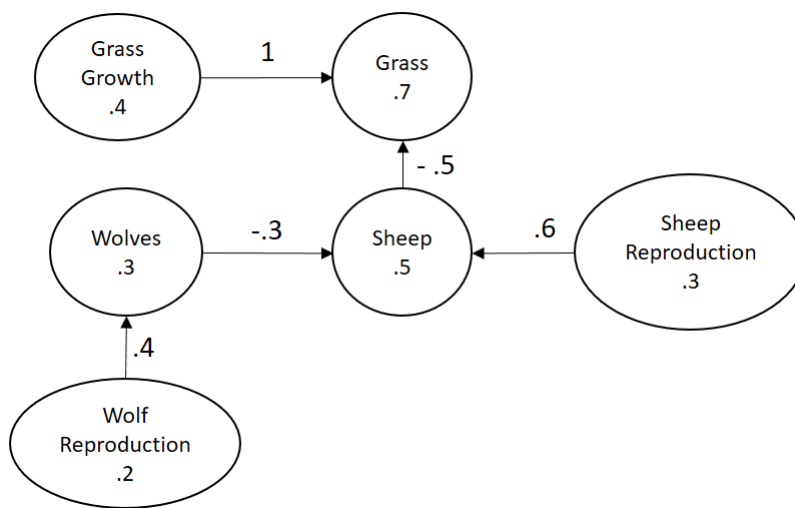 Grass
Growth
.4
1
Grass
.7
- .5
Wolves
.3
-.3
Sheep
.5
.6
Sheep
Reproduction
.3
.4
Wolf
Reproduction
.2